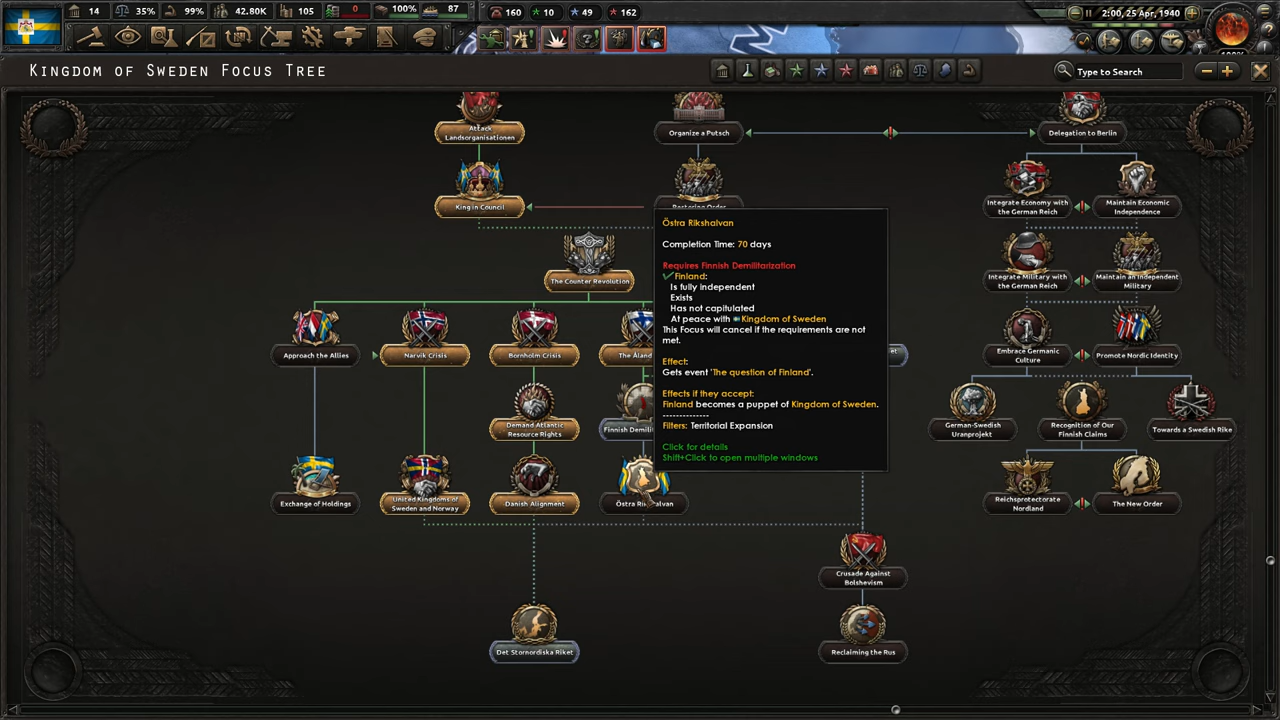 14 35% 99% 42.80K 105 0 100% 87 160 10 49 162 2:00, 25 Apr, 1940
100%
Kingdom of Sweden Focus Tree
Type to Search
Attack
Landsorganisationen
Organize a Putsch
Delegation to Berlin
King in Council
Restoring Order
Integrate Economy with
the German Reich
Maintain Economic
Independence
The Counter Revolution
Integrate Military with
the German Reich
Maintain an Independent
Military
Approach the Allies
Narvik Crisis
Bornholm Crisis
The Åland
Embrace Germanic
Culture
Promote Nordic Identity
Demand Atlantic
Resource Rights
Finnish Demili
German-Swedish
Uranprojekt
Recognition of Our
Finnish Claims
Towards a Swedish Rike
Exchange of Holdings
United Kingdoms of
Sweden and Norway
Danish Alignment
Östra Rikshalvan
Reichsprotectorate
Nordland
The New Order
Crusade Against
Bolshevism
Det Stornordiska Riket
Reclaiming the Rus
Östra Rikshalvan
Completion Time: 70 days
Requires Finnish Demilitarization
Finland:
Is fully independent
Exists
Has not capitulated
At peace with Kingdom of Sweden
This Focus will cancel if the requirements are not
met.
Effect:
Gets event 'The question of Finland'.
Effects if they accept:
Finland becomes a puppet of Kingdom of Sweden.
--------------
Filters: Territorial Expansion
Click for details
Shift+Click to open multiple windows